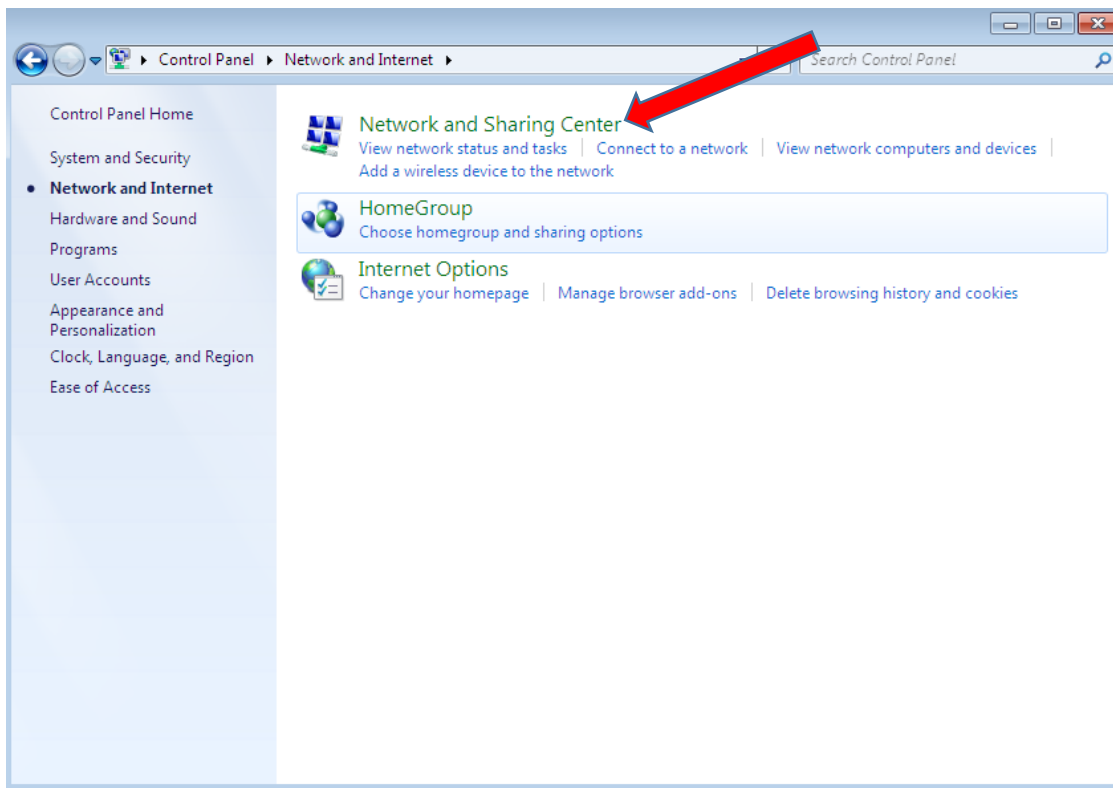 Control Panel Network and Internet
Search Control Panel
Control Panel Home
System and Security
Network and Internet
Hardware and Sound
Programs
User Accounts
Appearance and
Personalization
Clock, Language, and Region
Ease of Access
Network and Sharing Center
View network status and tasks Connect to a network View network computers and devices
Add a wireless device to the network
HomeGroup
Choose homegroup and sharing options
Internet Options
Change your homepage Manage browser add-ons Delete browsing history and cookies